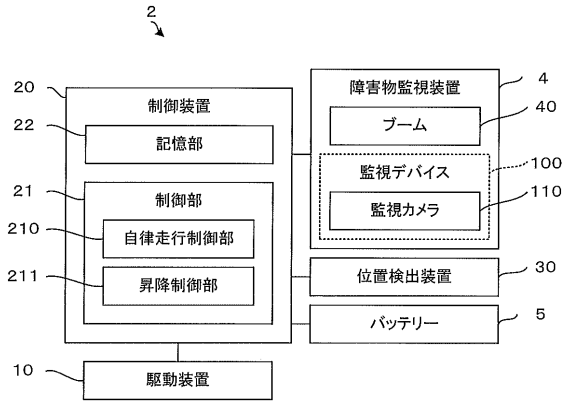 2
20
制御装置
22
記憶部
21
制御部
210
自律走行制御部
211
昇降制御部
10
駆動装置
4
障害物監視装置
40
ブーム
100
監視デバイス
110
監視カメラ
30
位置検出装置
5
バッテリー